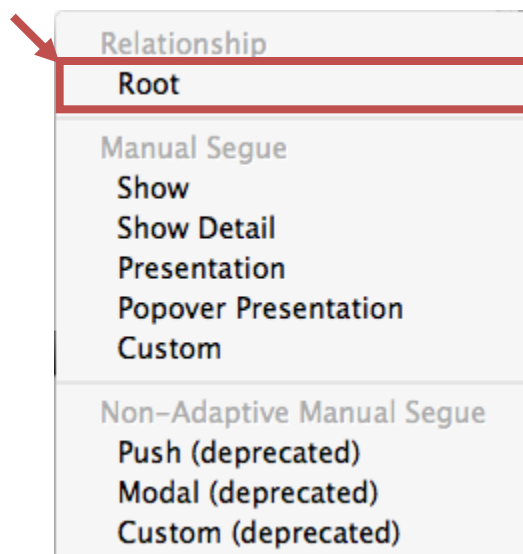 Relationship
Root
Manual Segue
Show
Show Detail
Presentation
Popover Presentation
Custom
Non-Adaptive Manual Segue
Push (deprecated)
Modal (deprecated)
Custom (deprecated)